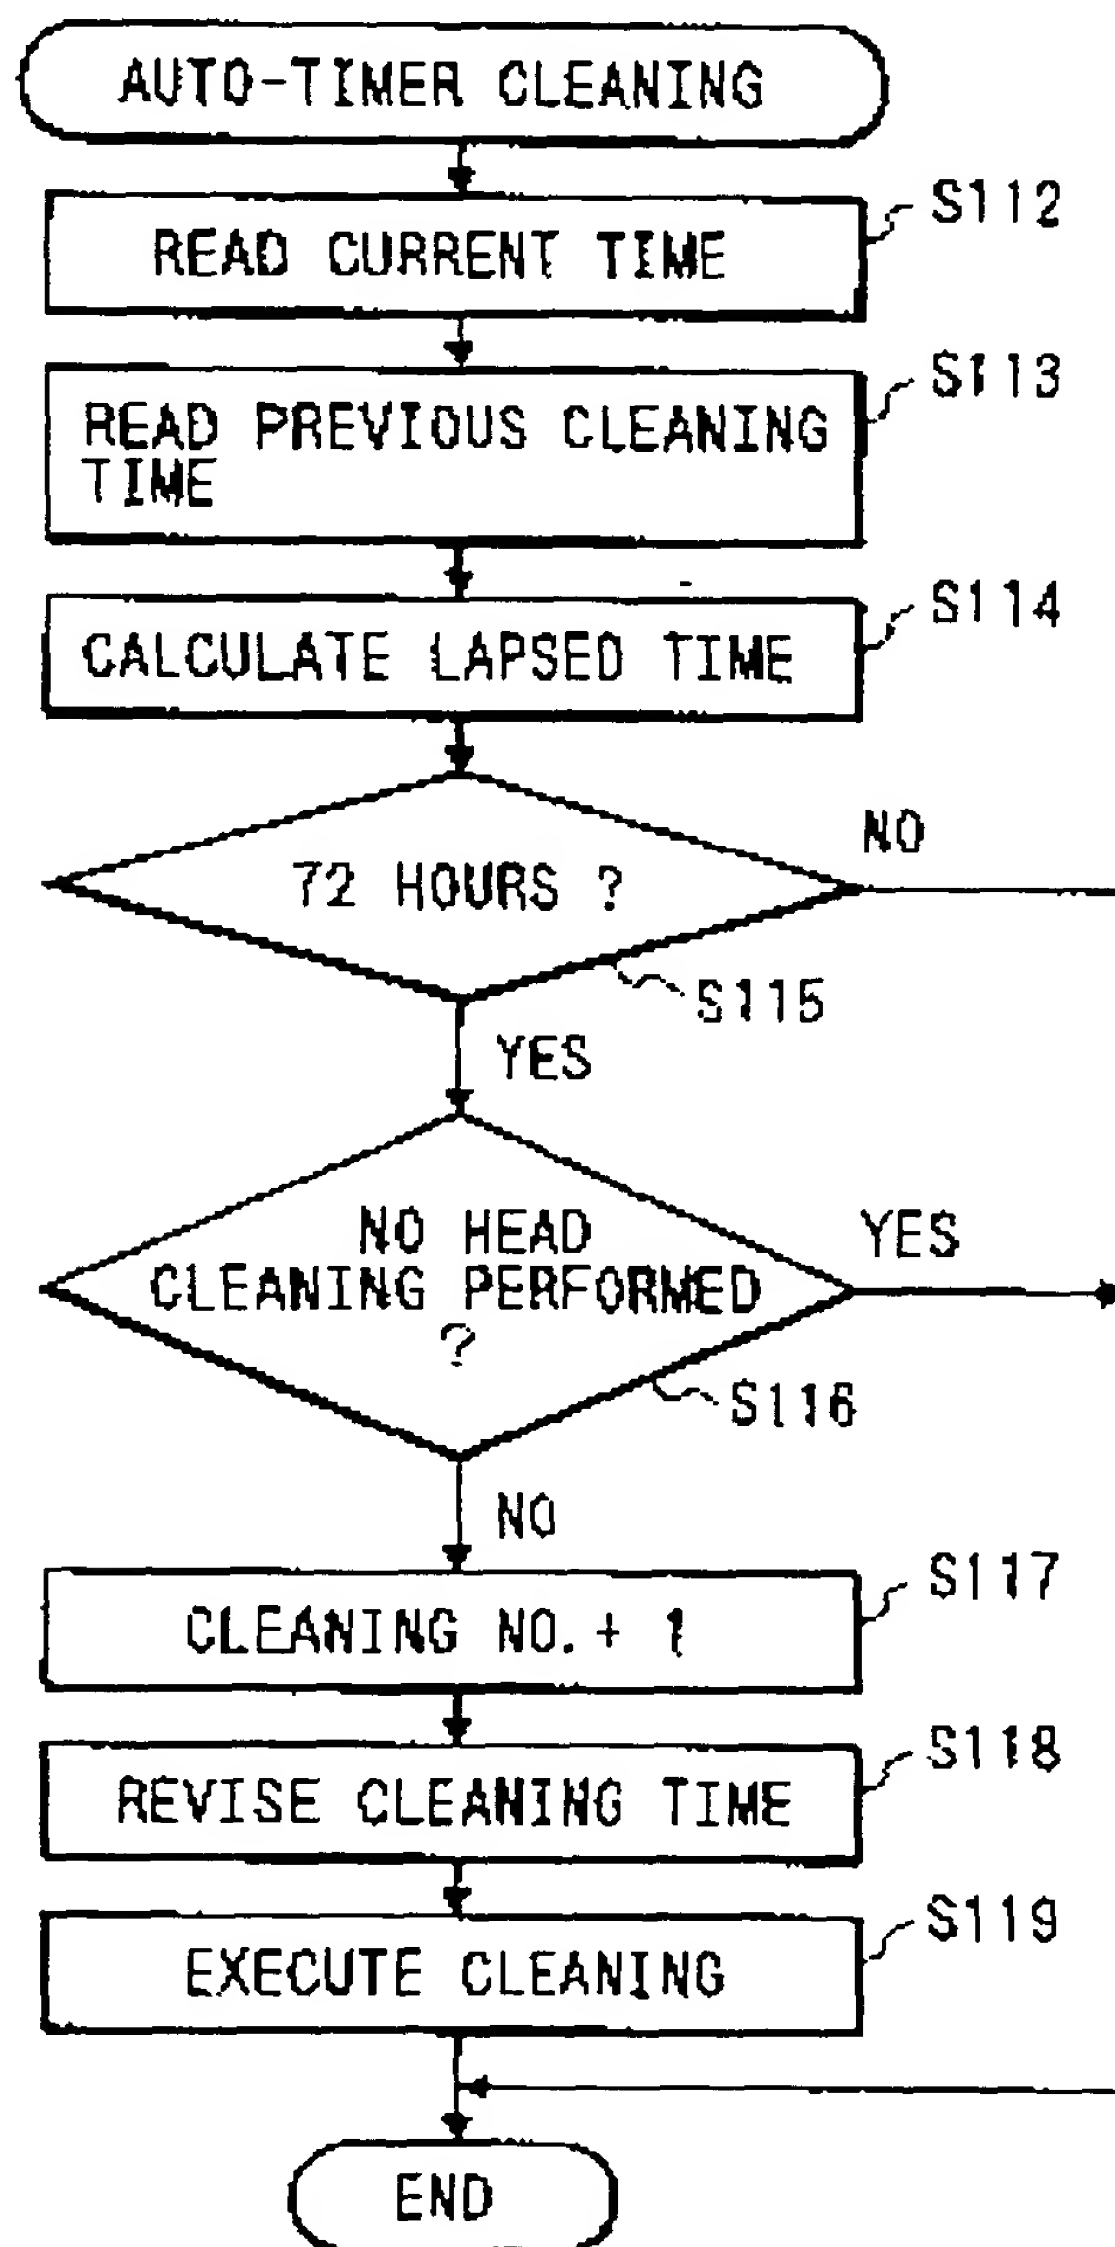 AUTO-TIMER CLEANING
S112
READ CURRENT TIME
S113
READ PREVIOUS CLEANING
TIME
S114
CALCULATE LAPSED TIME
NO
72 HOURS ?
S115
YES
NO HEAD
CLEANING PERFORMED
?
YES
S116
NO
S117
CLEANING NO.+ 1
S118
REVISE CLEANING TIME
S119
EXECUTE CLEANING
END